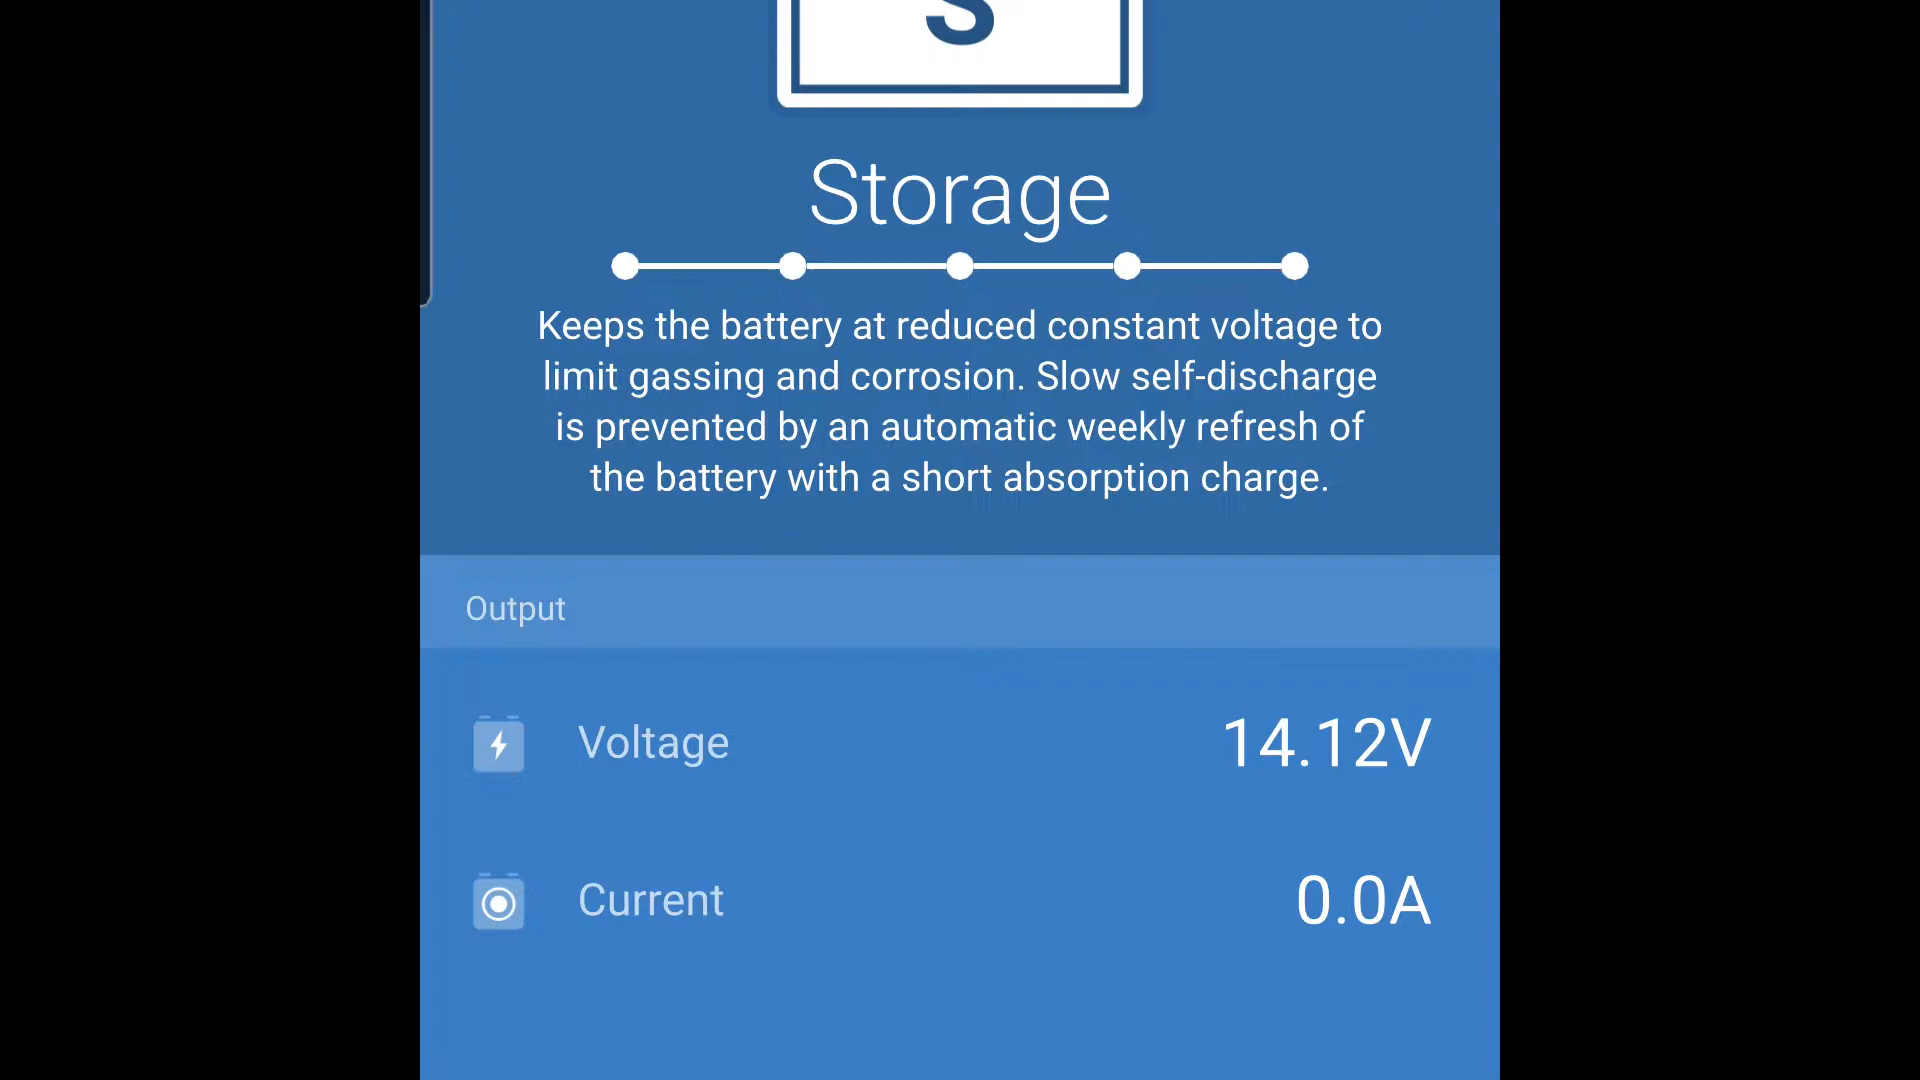 S
Storage
Keeps the battery at reduced constant voltage to
limit gassing and corrosion. Slow self-discharge
is prevented by an automatic weekly refresh of
the battery with a short absorption charge.
Output
Voltage 14.12V
Current 0.0A